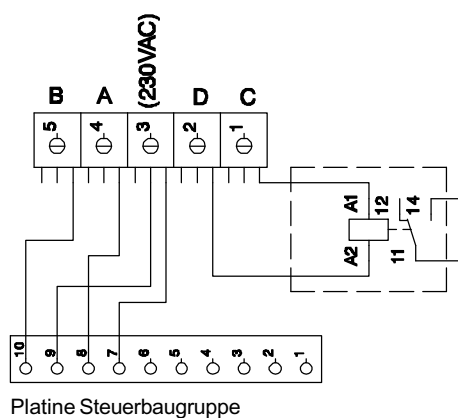 (230VAC)
B A D C
5 4 3 2 1
A1 12 14
A2 11
10 9 8 7 6 5 4 3 2 1
Platine Steuerbaugruppe